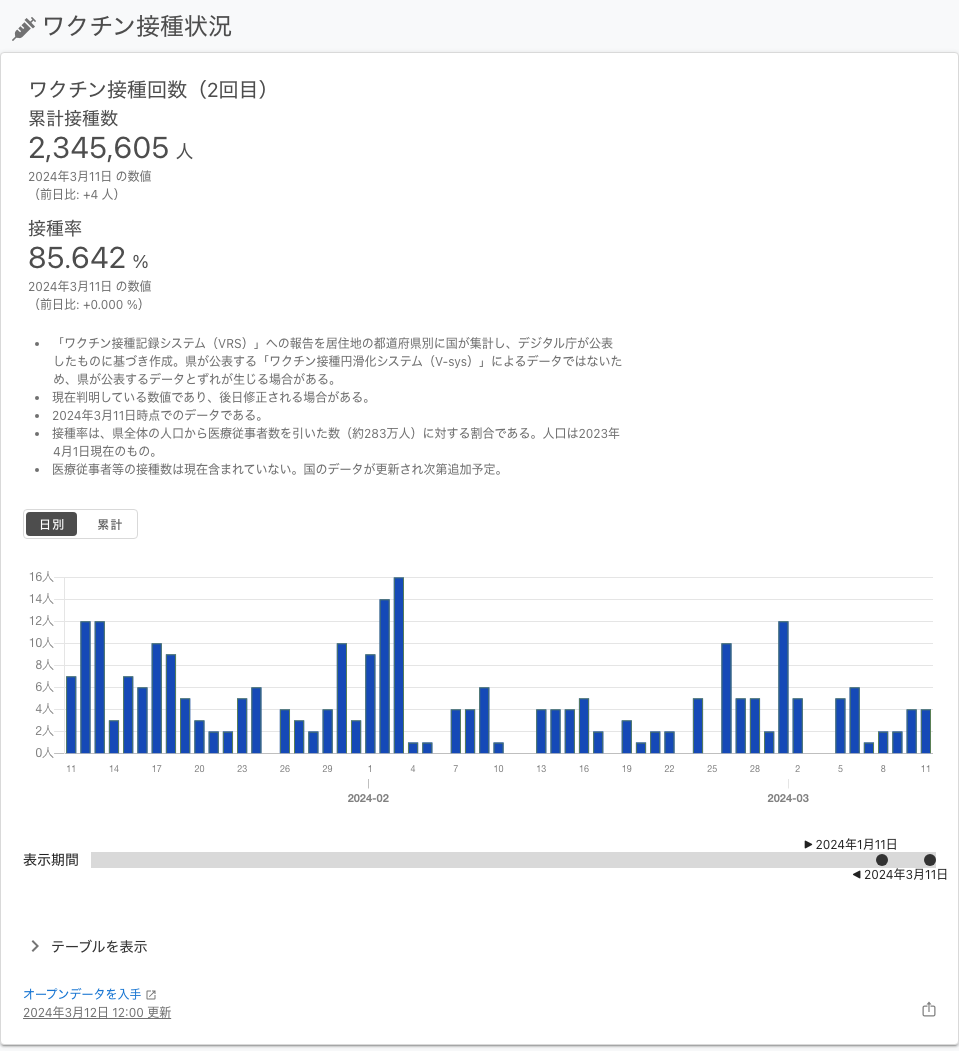 ワクチン接種状況
ワクチン接種回数（2回目）
累計接種数
2,345,605 人
2024年3月11日 の数値
（前日比: +4 人）
接種率
85.642 %
2024年3月11日 の数値
（前日比: +0.000 %）
• 「ワクチン接種記録システム（VRS）」への報告を居住地の都道府県別に国が集計し、デジタル庁が公表
したものに基づき作成。県が公表する「ワクチン接種円滑化システム（V-sys）」によるデータではないた
め、県が公表するデータとずれが生じる場合がある。
• 現在判明している数値であり、後日修正される場合がある。
• 2024年3月11日時点でのデータである。
• 接種率は、県全体の人口から医療従事者数を引いた数（約283万人）に対する割合である。人口は2023年
4月1日現在のもの。
• 医療従事者等の接種数は現在含まれていない。国のデータが更新され次第追加予定。
日別 累計
16人
14人
12人
10人
8人
6人
4人
2人
0人
11 14 17 20 23 26 29 1 4 7 10 13 16 19 22 25 28 2 5 8 11
2024-02 2024-03
▶ 2024年1月11日
表示期間
◀ 2024年3月11日
テーブルを表示
オープンデータを入手
2024年3月12日 12:00 更新